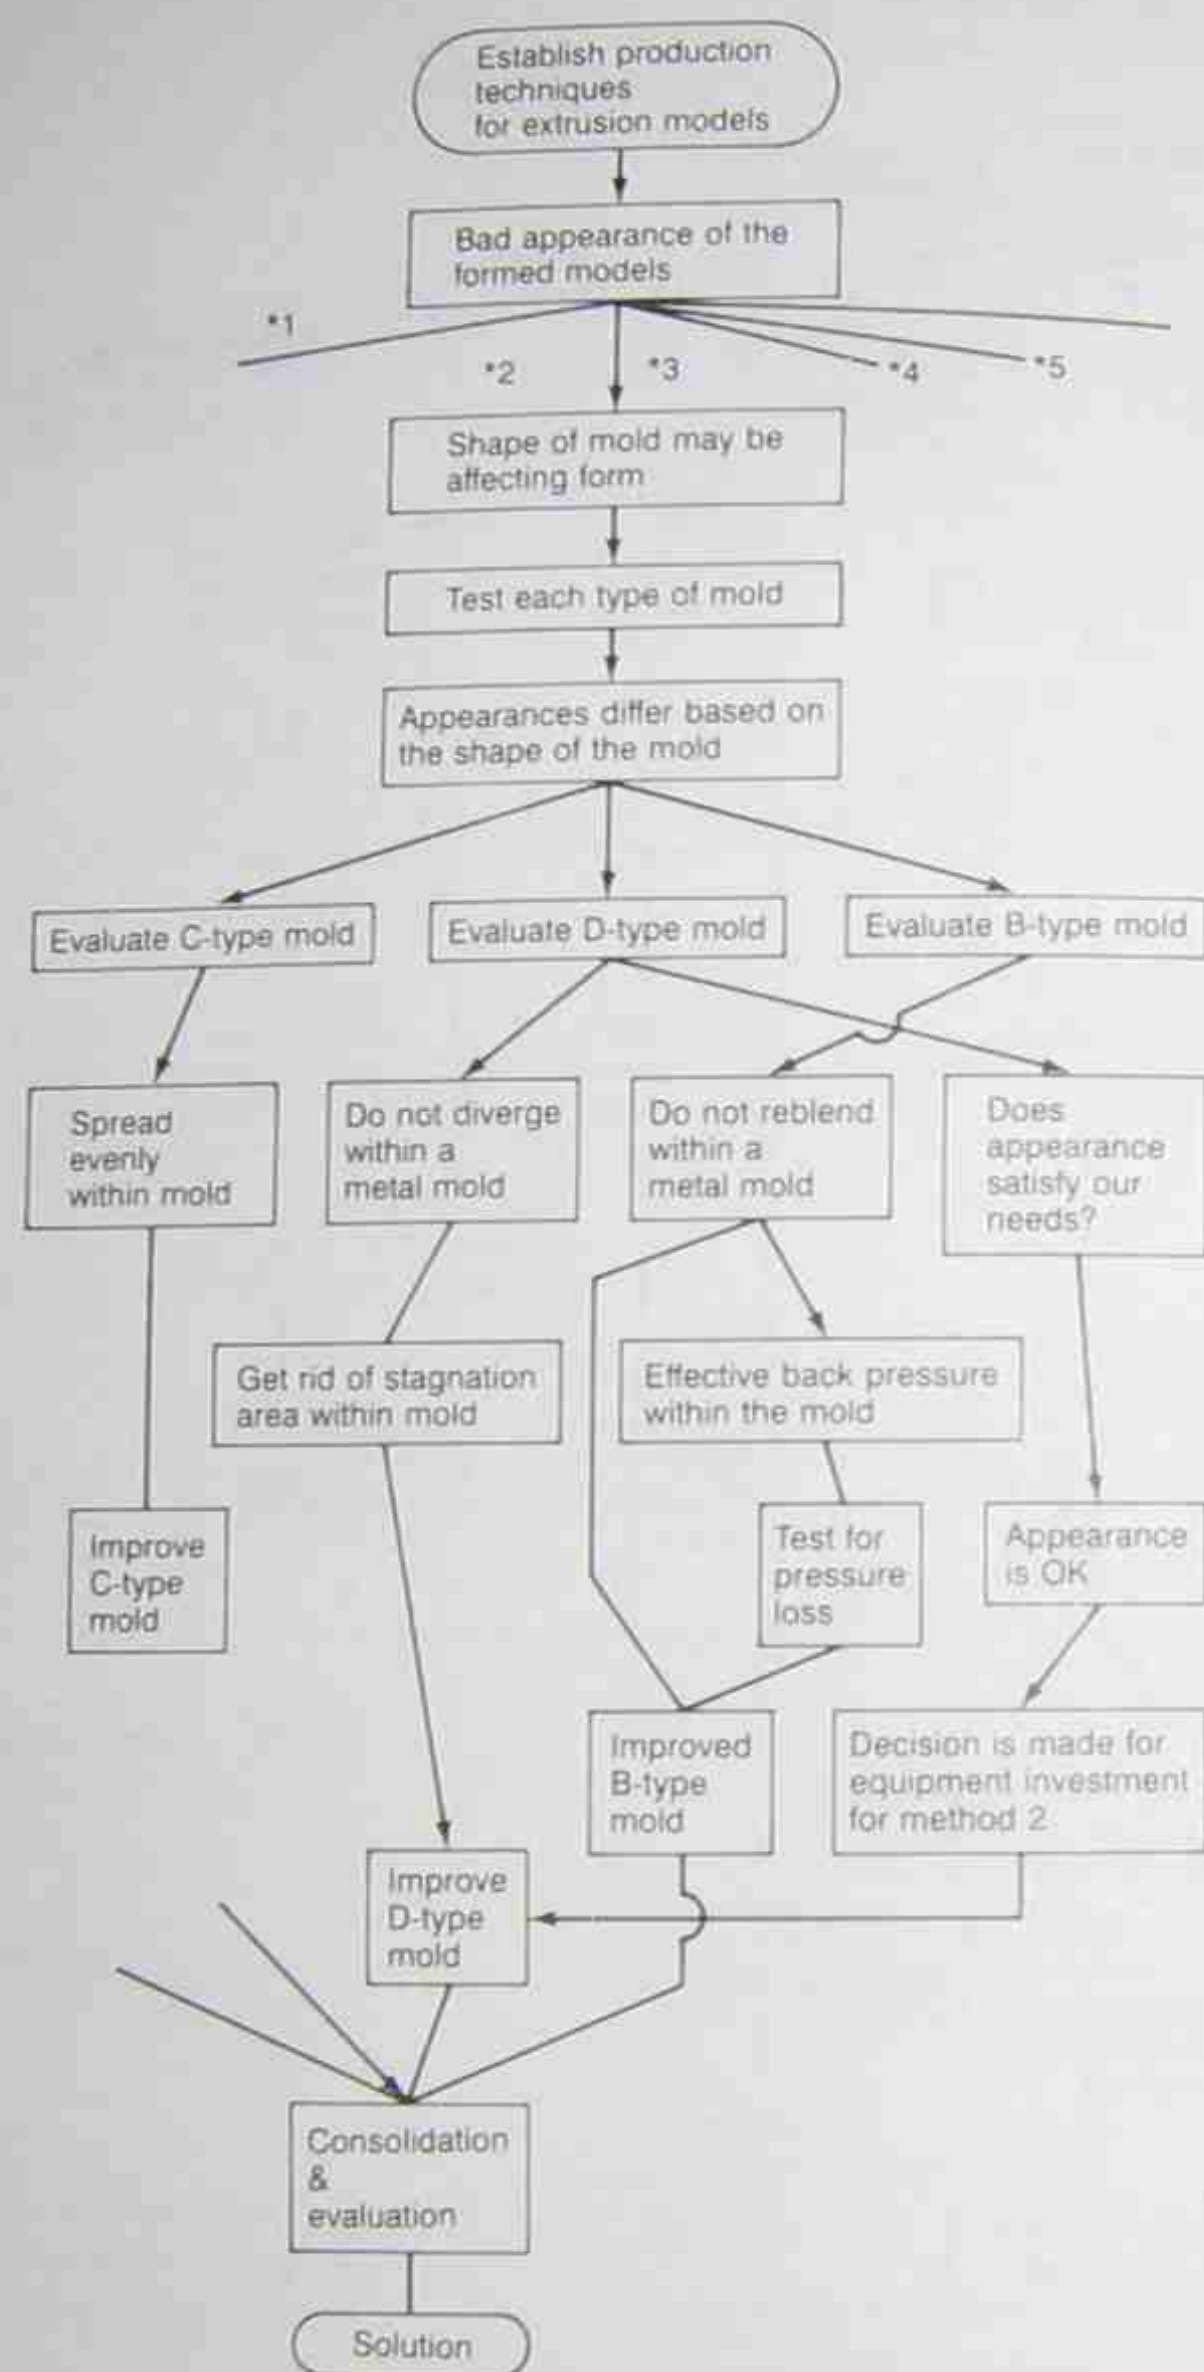 Establish production
techniques
for extrusion models
Bad appearance of the
formed models
*1
*2
*3
*4
*5
Shape of mold may be
affecting form
Test each type of mold
Appearances differ based on
the shape of the mold
Evaluate C-type mold
Evaluate D-type mold
Evaluate B-type mold
Spread
evenly
within mold
Do not diverge
within a
metal mold
Do not reblend
within a
metal mold
Does
appearance
satisfy our
needs?
Get rid of stagnation
area within mold
Effective back pressure
within the mold
Improve
C-type
mold
Test for
pressure
loss
Appearance
is OK
Improved
B-type
mold
Decision is made for
equipment investment
for method 2
Improve
D-type
mold
Consolidation
&
evaluation
Solution